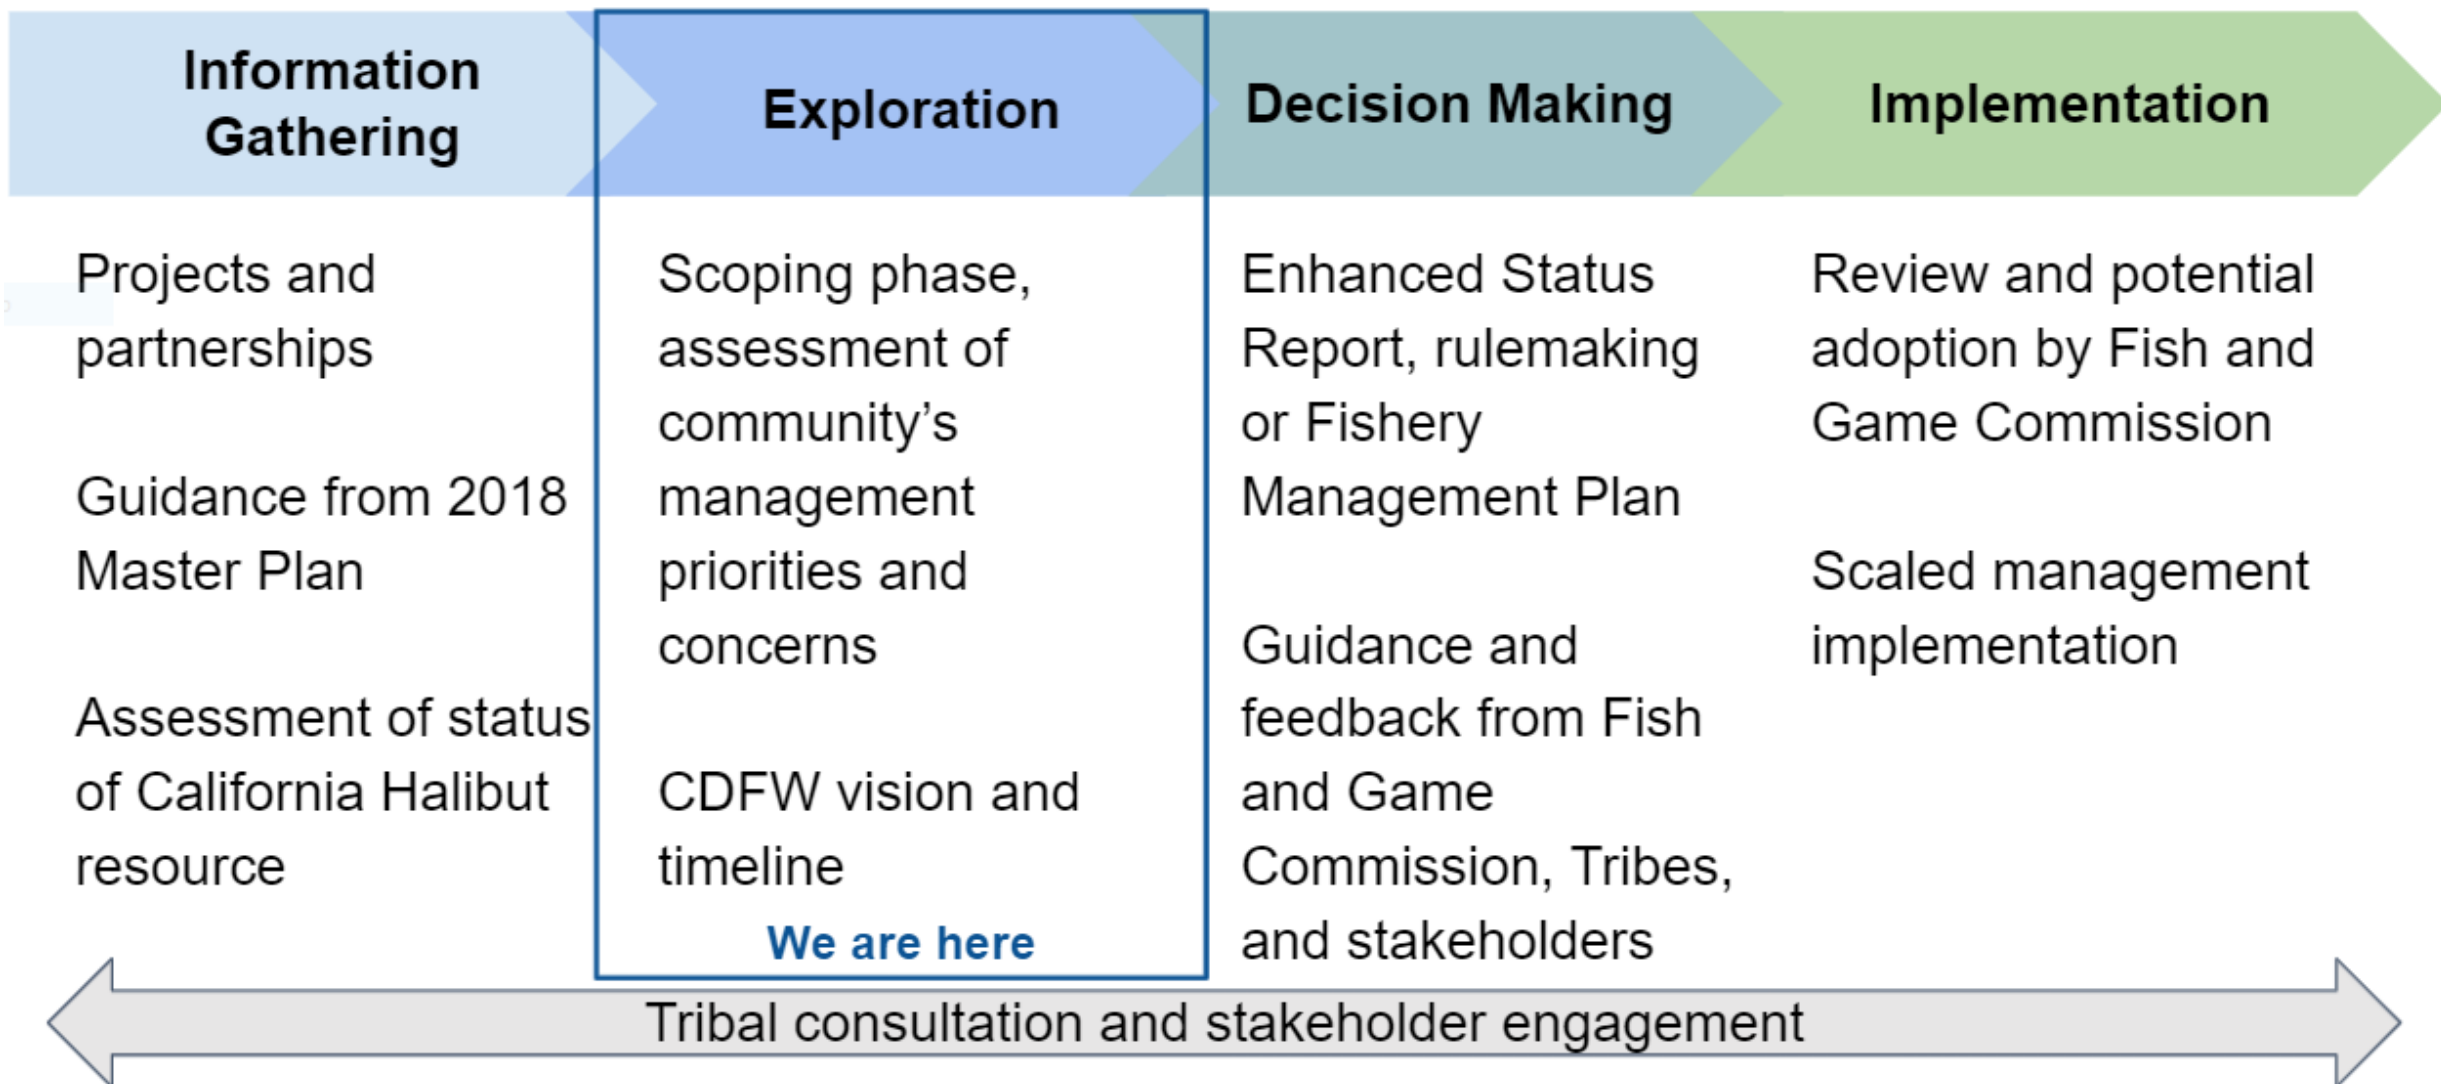 Information
Gathering
Exploration
Decision Making
Implementation
Projects and
partnerships
Guidance from 2018
Master Plan
Assessment of status
of California Halibut
resource
Scoping phase,
assessment of
community’s
management
priorities and
concerns
CDFW vision and
timeline
We are here
Enhanced Status
Report, rulemaking
or Fishery
Management Plan
Guidance and
feedback from Fish
and Game
Commission, Tribes,
and stakeholders
Review and potential
adoption by Fish and
Game Commission
Scaled management
implementation
Tribal consultation and stakeholder engagement